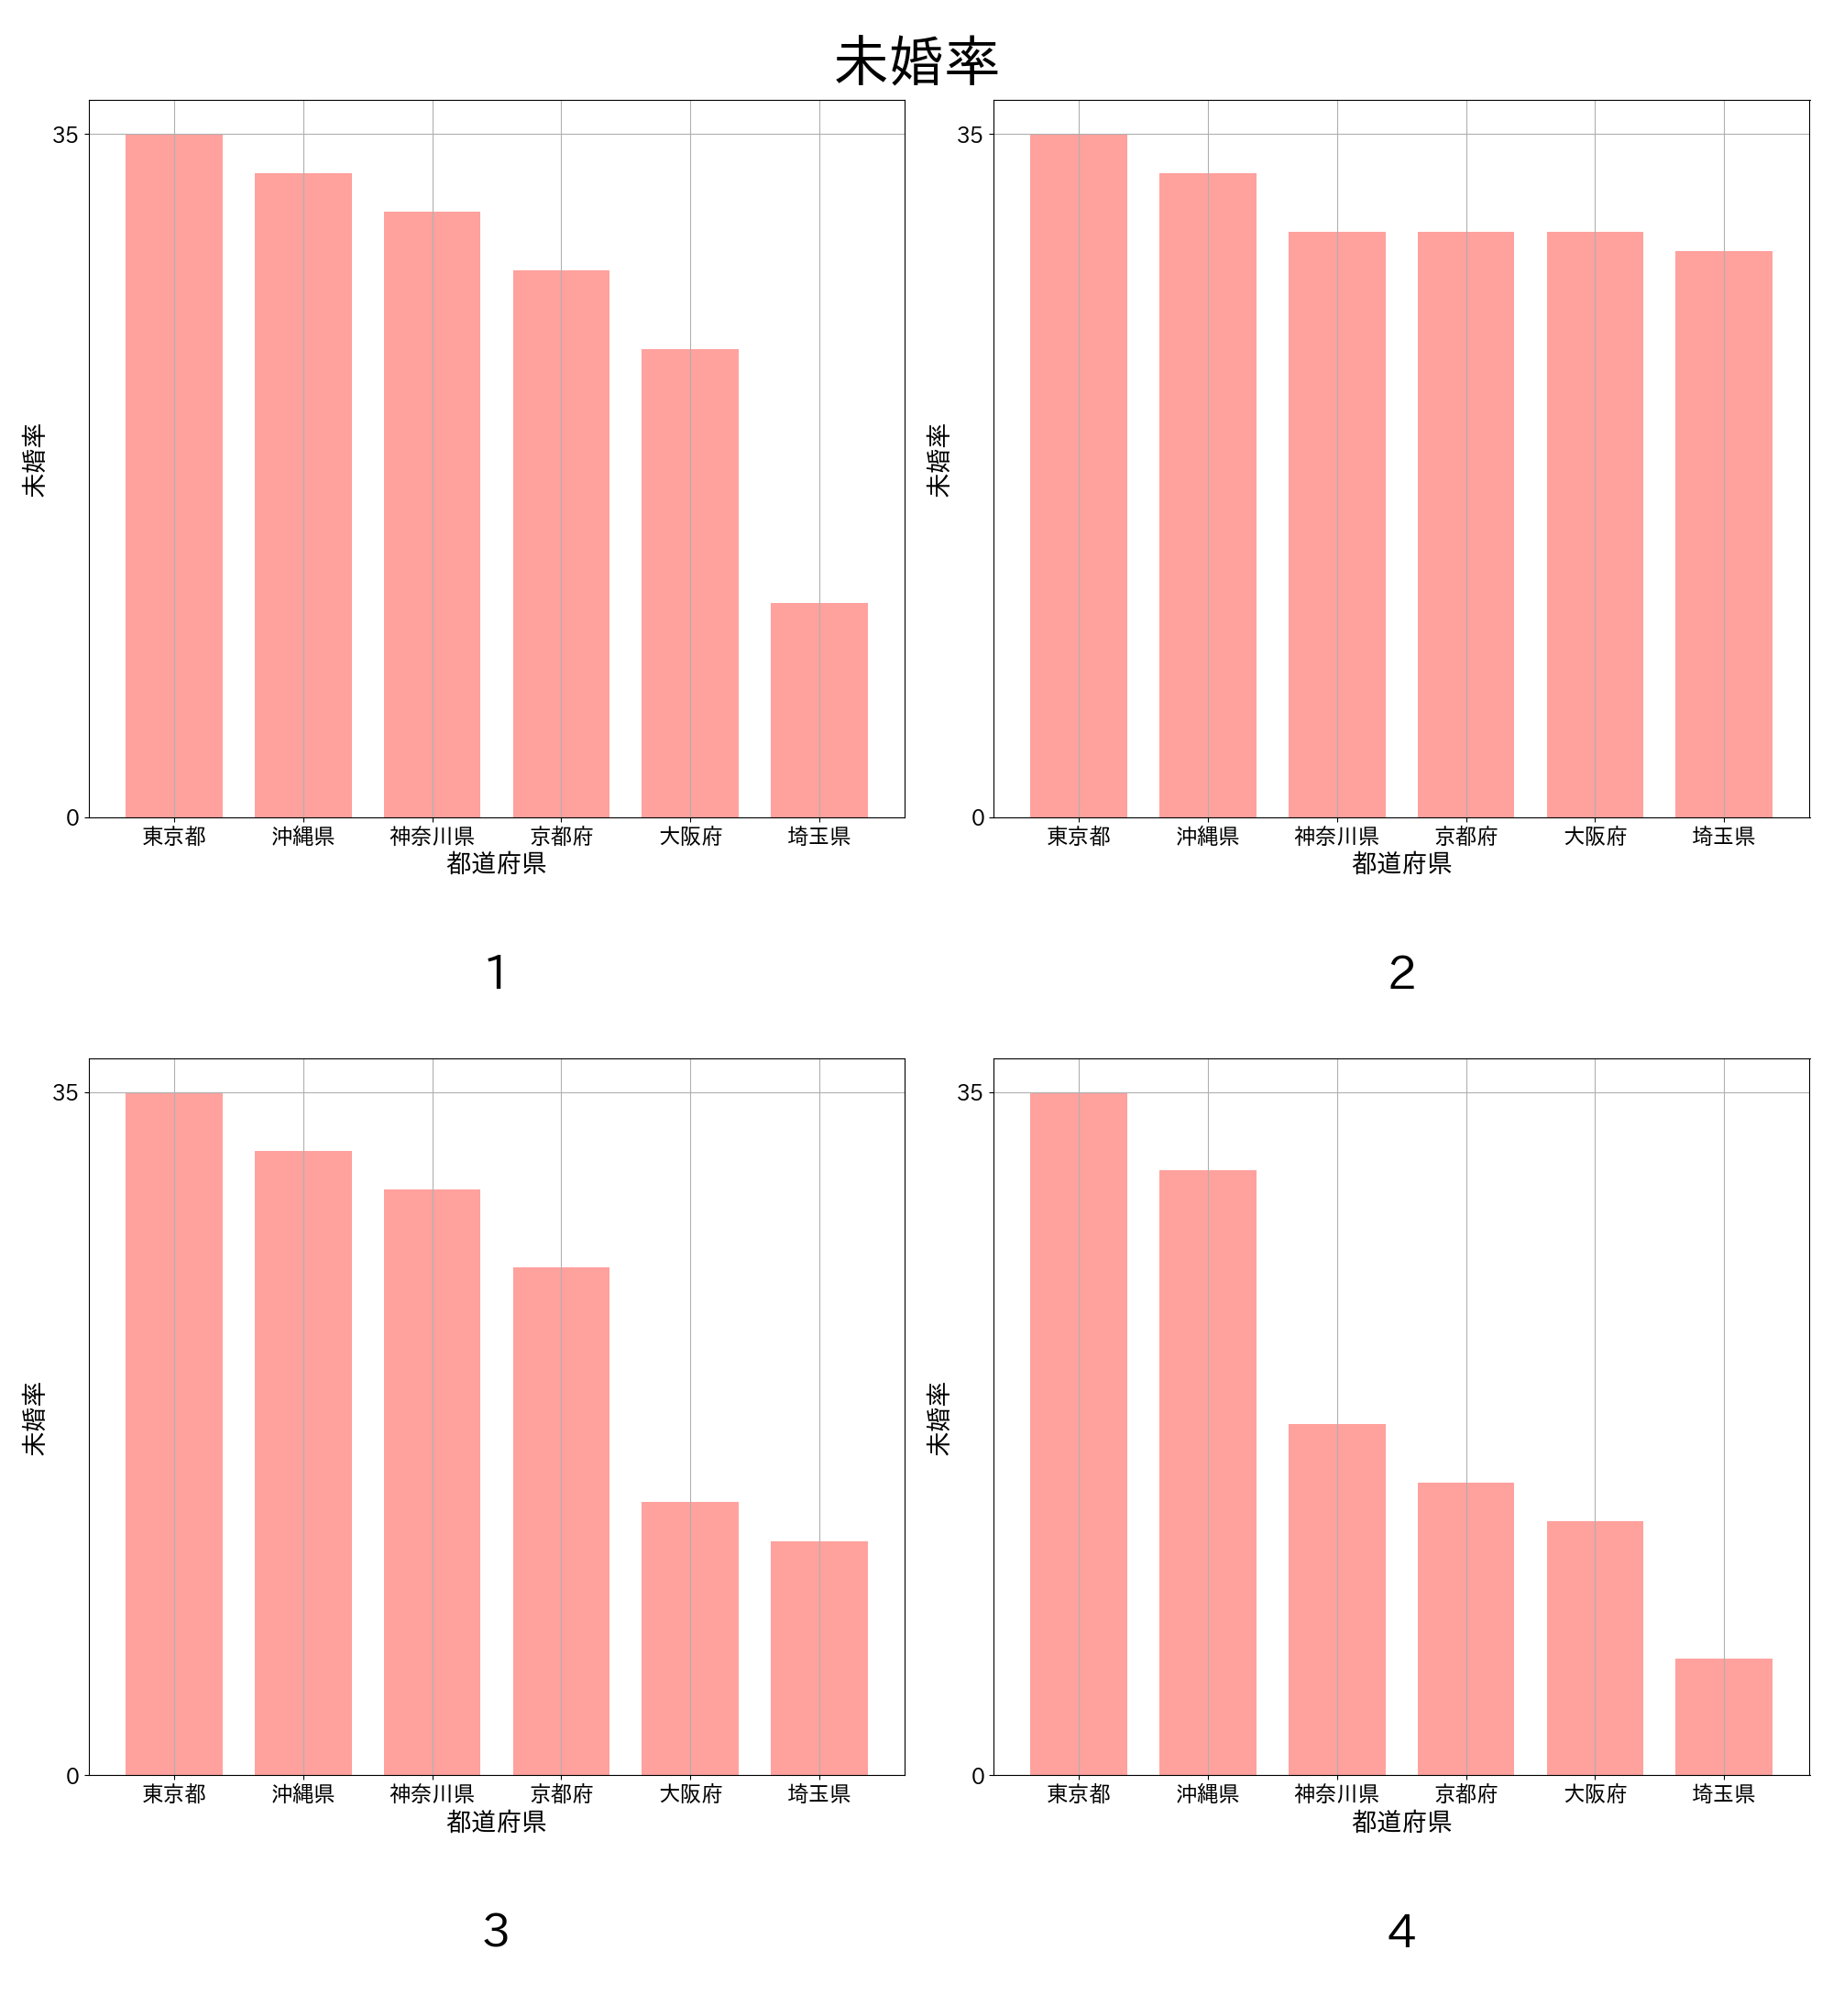 未婚率
35
0
未婚率
東京都 沖縄県 神奈川県 京都府 大阪府 埼玉県
都道府県
1
35
0
未婚率
東京都 沖縄県 神奈川県 京都府 大阪府 埼玉県
都道府県
2
35
0
未婚率
東京都 沖縄県 神奈川県 京都府 大阪府 埼玉県
都道府県
3
35
0
未婚率
東京都 沖縄県 神奈川県 京都府 大阪府 埼玉県
都道府県
4